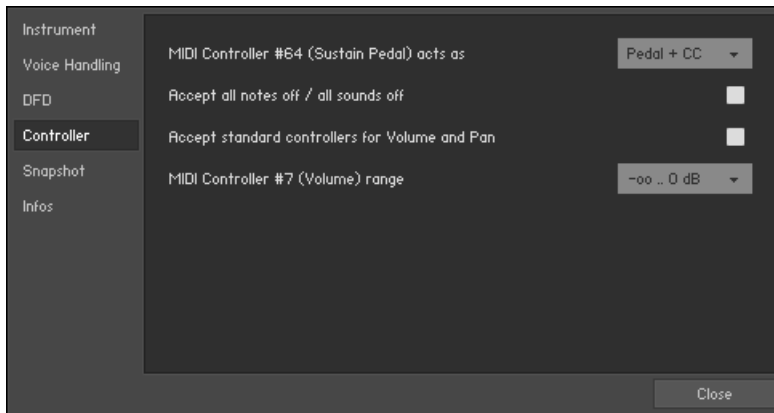 Instrument
Voice Handling
DFD
Controller
Snapshot
Infos
MIDI Controller #64 (Sustain Pedal) acts as
Pedal + CC
Accept all notes off / all sounds off
Accept standard controllers for Volume and Pan
MIDI Controller #7 (Volume) range
-oo .. 0 dB
Close